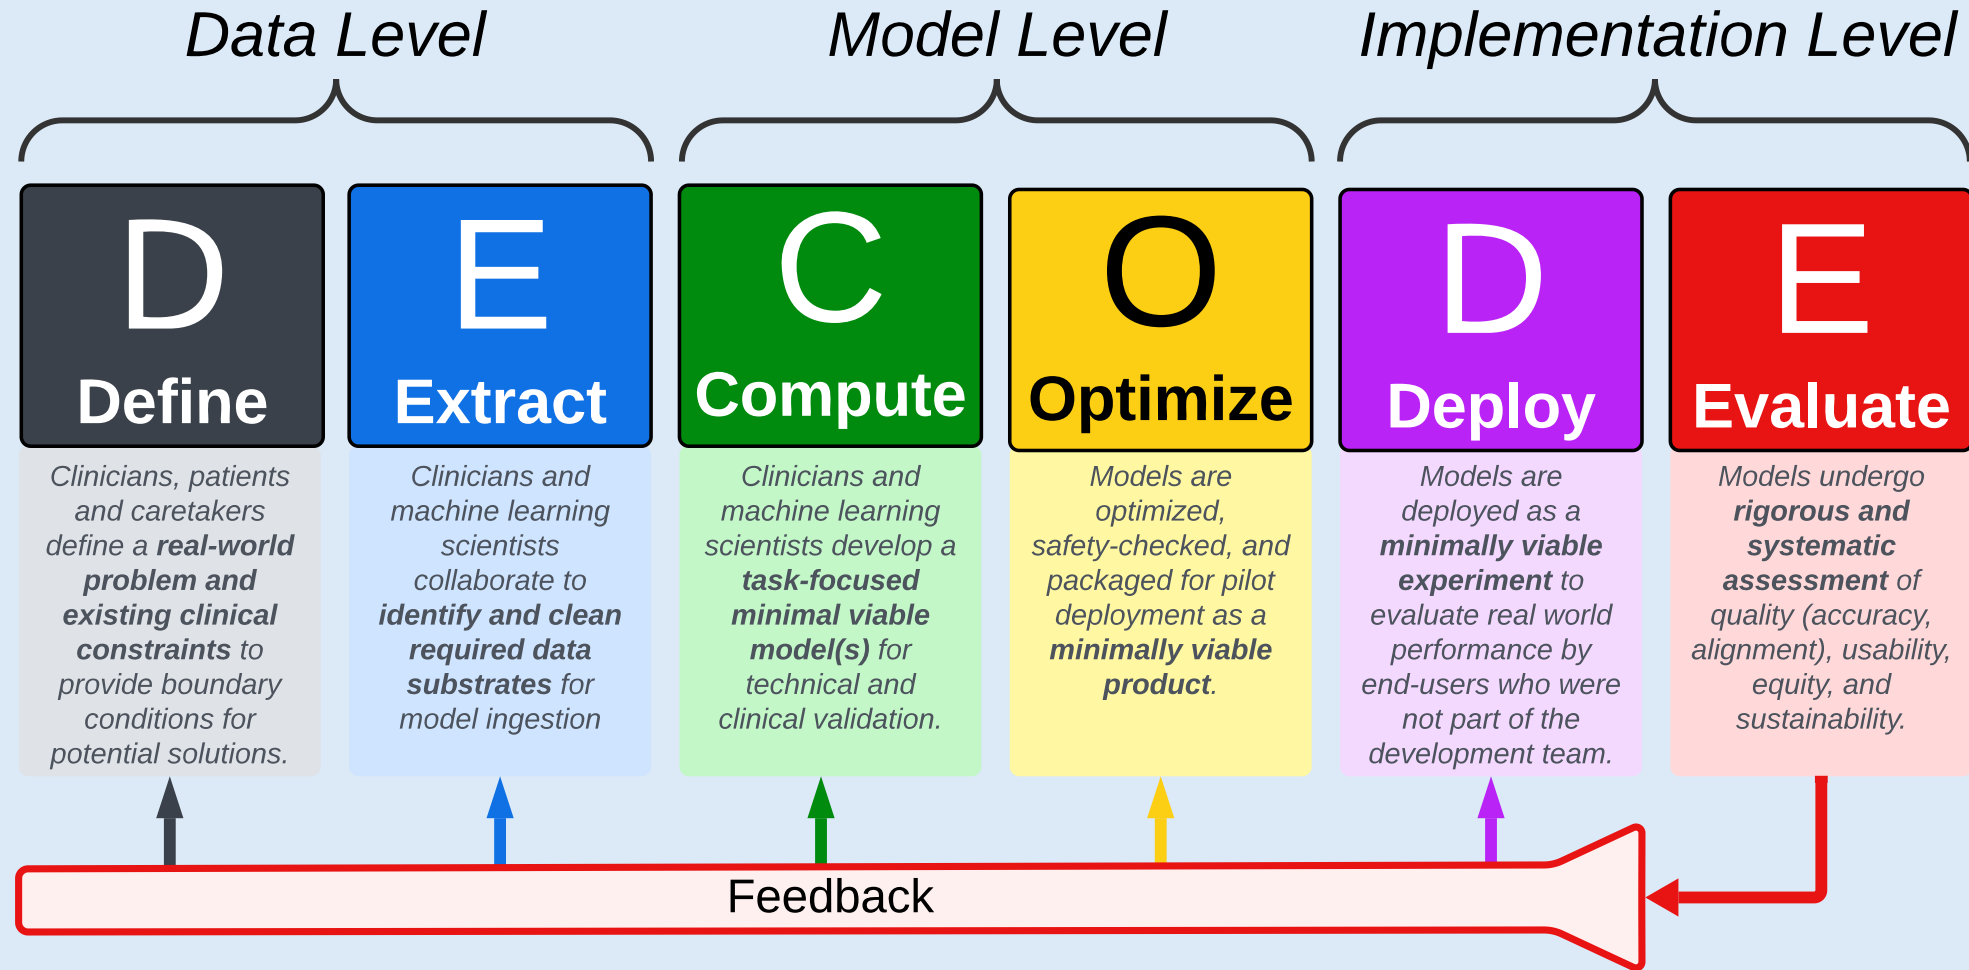 Data Level
Model Level
Implementation Level
D
Define
Clinicians, patients
and caretakers
define a real-world
problem and
existing clinical
constraints to
provide boundary
conditions for
potential solutions.
E
Extract
Clinicians and
machine learning
scientists
collaborate to
identify and clean
required data
substrates for
model ingestion
C
Compute
Clinicians and
machine learning
scientists develop a
task-focused
minimal viable
model(s) for
technical and
clinical validation.
O
Optimize
Models are
optimized,
safety-checked, and
packaged for pilot
deployment as a
minimally viable
product.
D
Deploy
Models are
deployed as a
minimally viable
experiment to
evaluate real world
performance by
end-users who were
not part of the
development team.
E
Evaluate
Models undergo
rigorous and
systematic
assessment of
quality (accuracy,
alignment), usability,
equity, and
sustainability.
Feedback